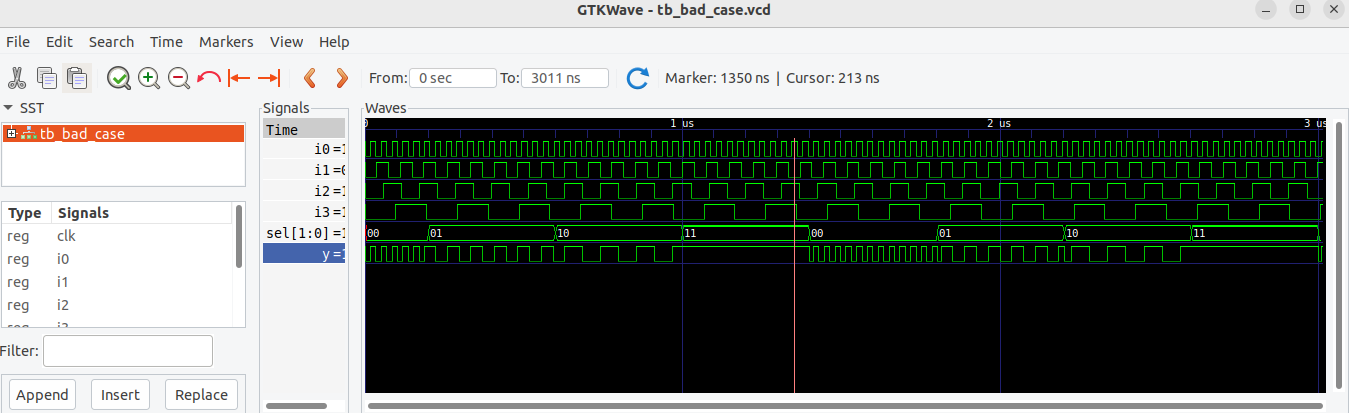 GTKWave - tb_bad_case.vcd
File Edit Search Time Markers View Help
From: 0 sec To: 3011 ns Marker: 1350 ns | Cursor: 213 ns
SST
tb_bad_case
Type Signals
reg clk
reg i0
reg i1
reg i2
Filter:
Append Insert Replace
Signals
Time
i0 =1
i1 =0
i2 =1
i3 =1
sel[1:0] =1
y =1
Waves
0 1 us 2 us 3 us
00 01 10 11 00 01 10 11